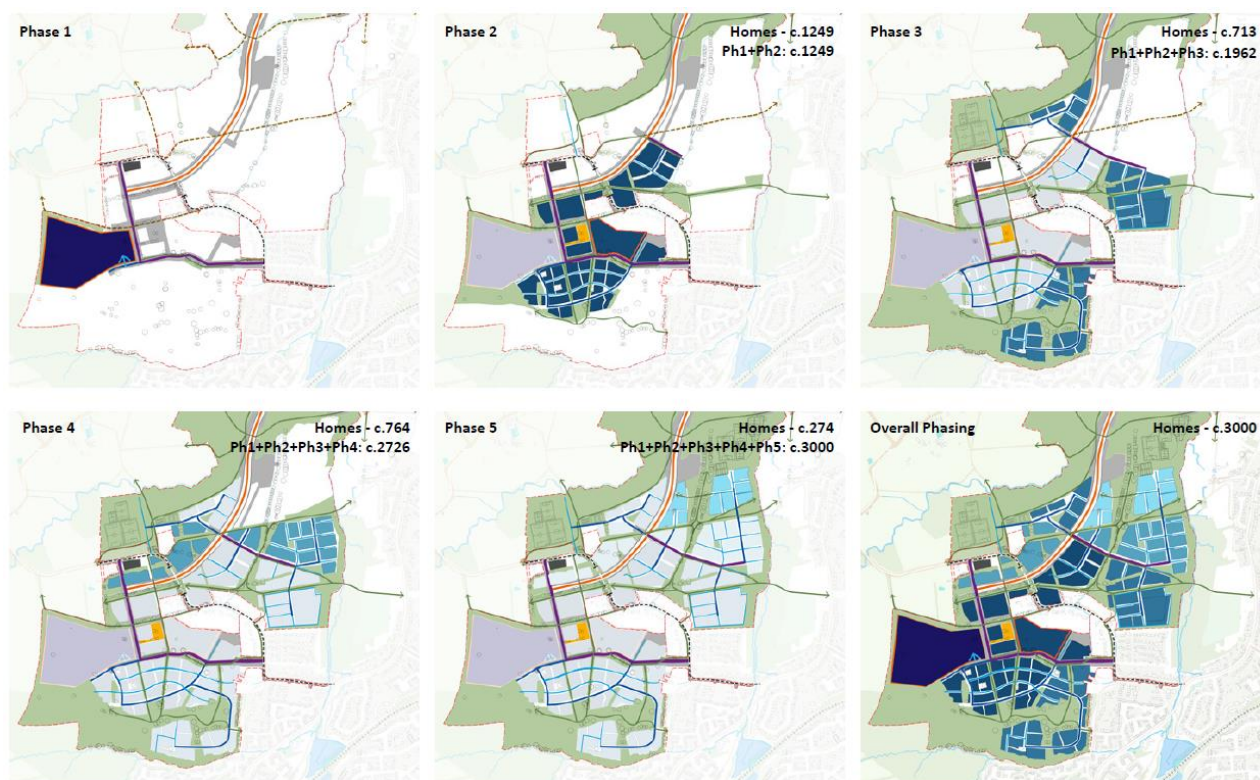 Phase 1
Phase 2
Homes - c.1249
Ph1+Ph2: c.1249
Phase 3
Homes - c.713
Ph1+Ph2+Ph3: c.1962
Phase 4
Homes - c.764
Ph1+Ph2+Ph3+Ph4: c.2726
Phase 5
Homes - c.274
Ph1+Ph2+Ph3+Ph4+Ph5: c.3000
Overall Phasing
Homes - c.3000